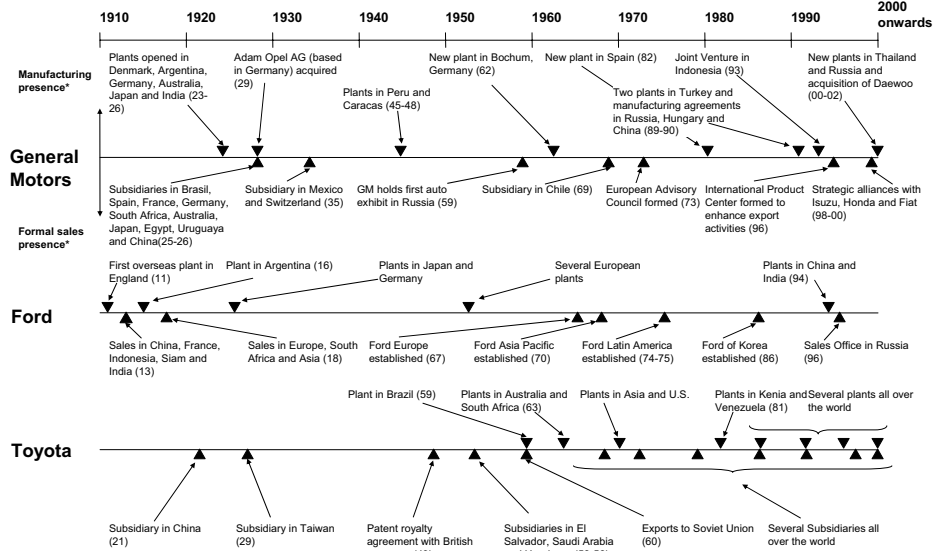 1910 1920 1930 1940 1950 1960 1970 1980 1990 2000
onwards
Manufacturing
presence*
Plants opened in
Denmark, Argentina,
Germany, Australia,
Japan and India (23-
26)
Adam Opel AG (based
in Germany) acquired
(29)
Plants in Peru and
Caracas (45-48)
New plant in Bochum,
Germany (62)
New plant in Spain (82)
Two plants in Turkey and
manufacturing agreements
in Russia, Hungary and
China (89-90)
Joint Venture in
Indonesia (93)
New plants in Thailand
and Russia and
acquisition of Daewoo
(00-02)
General
Motors
Subsidiaries in Brasil,
Spain, France, Germany,
South Africa, Australia,
Japan, Egypt, Uruguaya
and China(25-26)
Subsidiary in Mexico
and Switzerland (35)
GM holds first auto
exhibit in Russia (59)
Subsidiary in Chile (69)
European Advisory
Council formed (73)
International Product
Center formed to
enhance export
activities (96)
Strategic alliances with
Isuzu, Honda and Fiat
(98-00)
Formal sales
presence*
First overseas plant in
England (11)
Plant in Argentina (16)
Plants in Japan and
Germany
Several European
plants
Plants in China and
India (94)
Ford
Sales in China, France,
Indonesia, Siam and
India (13)
Sales in Europe, South
Africa and Asia (18)
Ford Europe
established (67)
Ford Asia Pacific
established (70)
Ford Latin America
established (74-75)
Ford of Korea
established (86)
Sales Office in Russia
(96)
Plant in Brazil (59)
Plants in Australia and
South Africa (63)
Plants in Asia and U.S.
Plants in Kenia and
Venezuela (81)
Several plants all over
the world
Toyota
Subsidiary in China
(21)
Subsidiary in Taiwan
(29)
Patent royalty
agreement with British
Subsidiaries in El
Salvador, Saudi Arabia
Exports to Soviet Union
(60)
Several Subsidiaries all
over the world